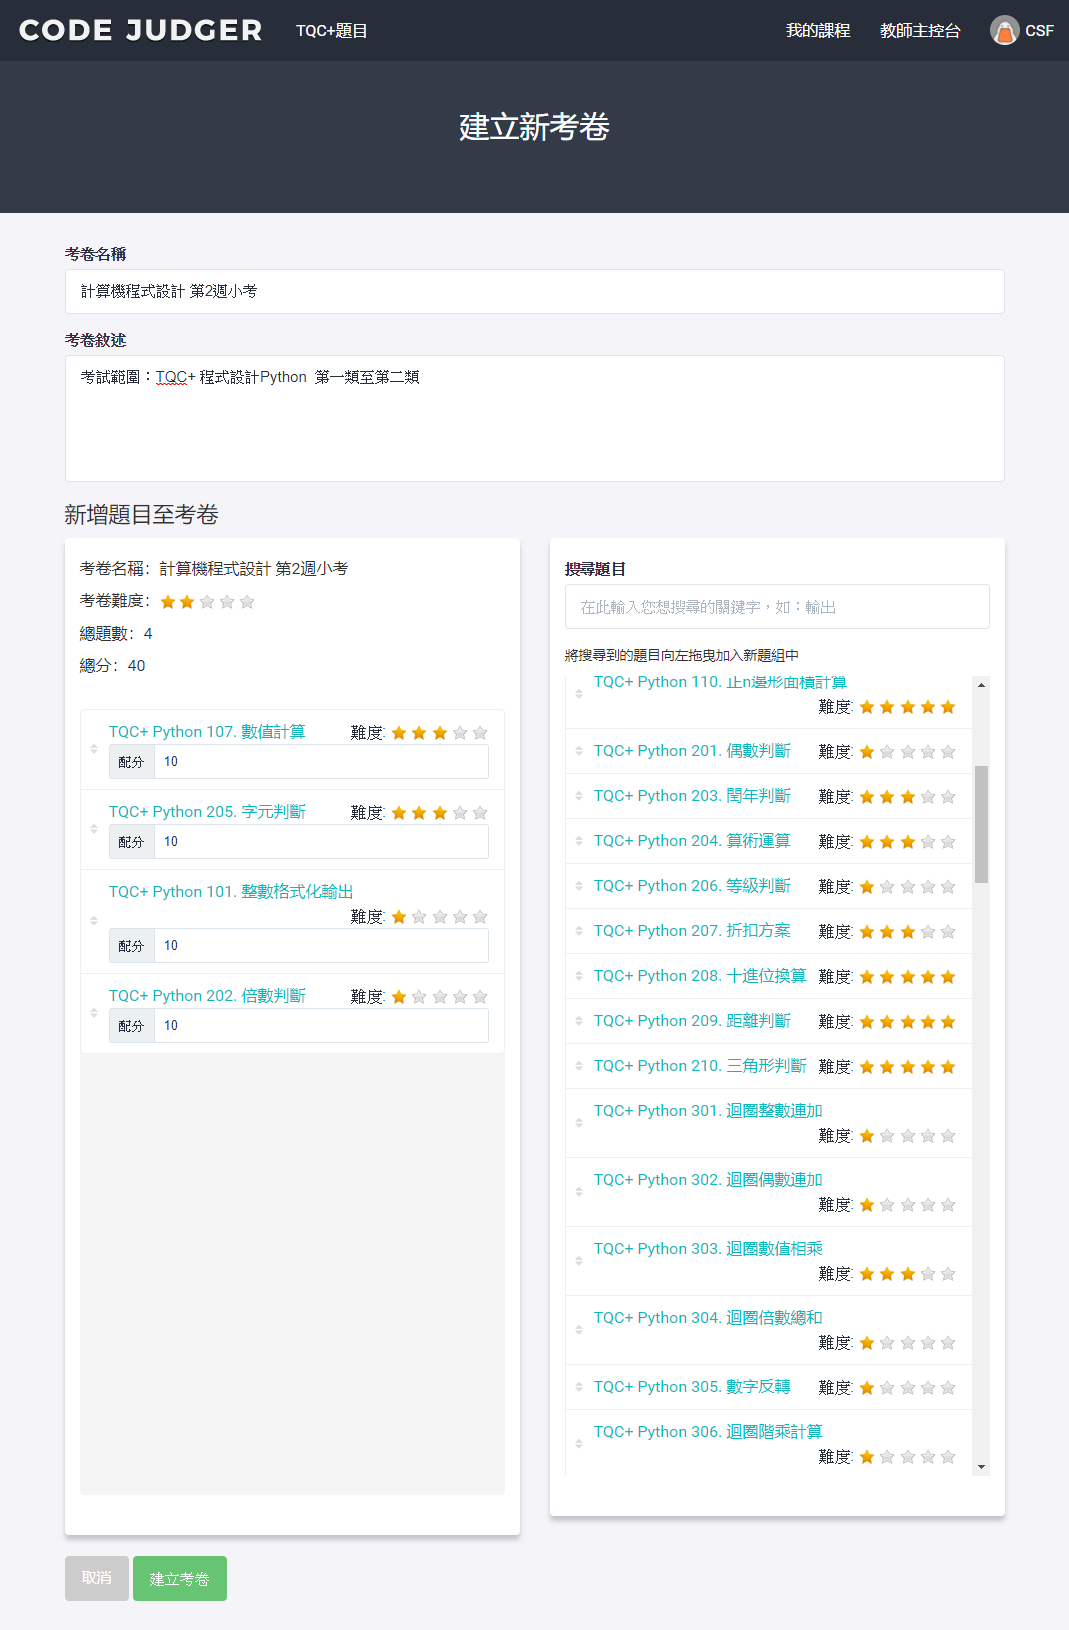 CODE JUDGER TQC+題目 我的課程 教師主控台 CSF
建立新考卷
考卷名稱
計算機程式設計 第2週小考
考卷敘述
考試範圍：TQC+ 程式設計Python 第一類至第二類
新增題目至考卷
考卷名稱：計算機程式設計 第2週小考
考卷難度：
總題數：4
總分：40
TQC+ Python 107. 數值計算 難度:
配分 10
TQC+ Python 205. 字元判斷 難度:
配分 10
TQC+ Python 101. 整數格式化輸出
難度:
配分 10
TQC+ Python 202. 倍數判斷 難度:
配分 10
搜尋題目
在此輸入您想搜尋的關鍵字，如：輸出
將搜尋到的題目向左拖曳加入新題組中
TQC+ Python 110. 正n邊形面積計算
難度:
TQC+ Python 201. 偶數判斷 難度:
TQC+ Python 203. 閏年判斷 難度:
TQC+ Python 204. 算術運算 難度:
TQC+ Python 206. 等級判斷 難度:
TQC+ Python 207. 折扣方案 難度:
TQC+ Python 208. 十進位換算 難度:
TQC+ Python 209. 距離判斷 難度:
TQC+ Python 210. 三角形判斷 難度:
TQC+ Python 301. 迴圈整數連加
難度:
TQC+ Python 302. 迴圈偶數連加
難度:
TQC+ Python 303. 迴圈數值相乘
難度:
TQC+ Python 304. 迴圈倍數總和
難度:
TQC+ Python 305. 數字反轉 難度:
TQC+ Python 306. 迴圈階乘計算
難度:
取消 建立考卷